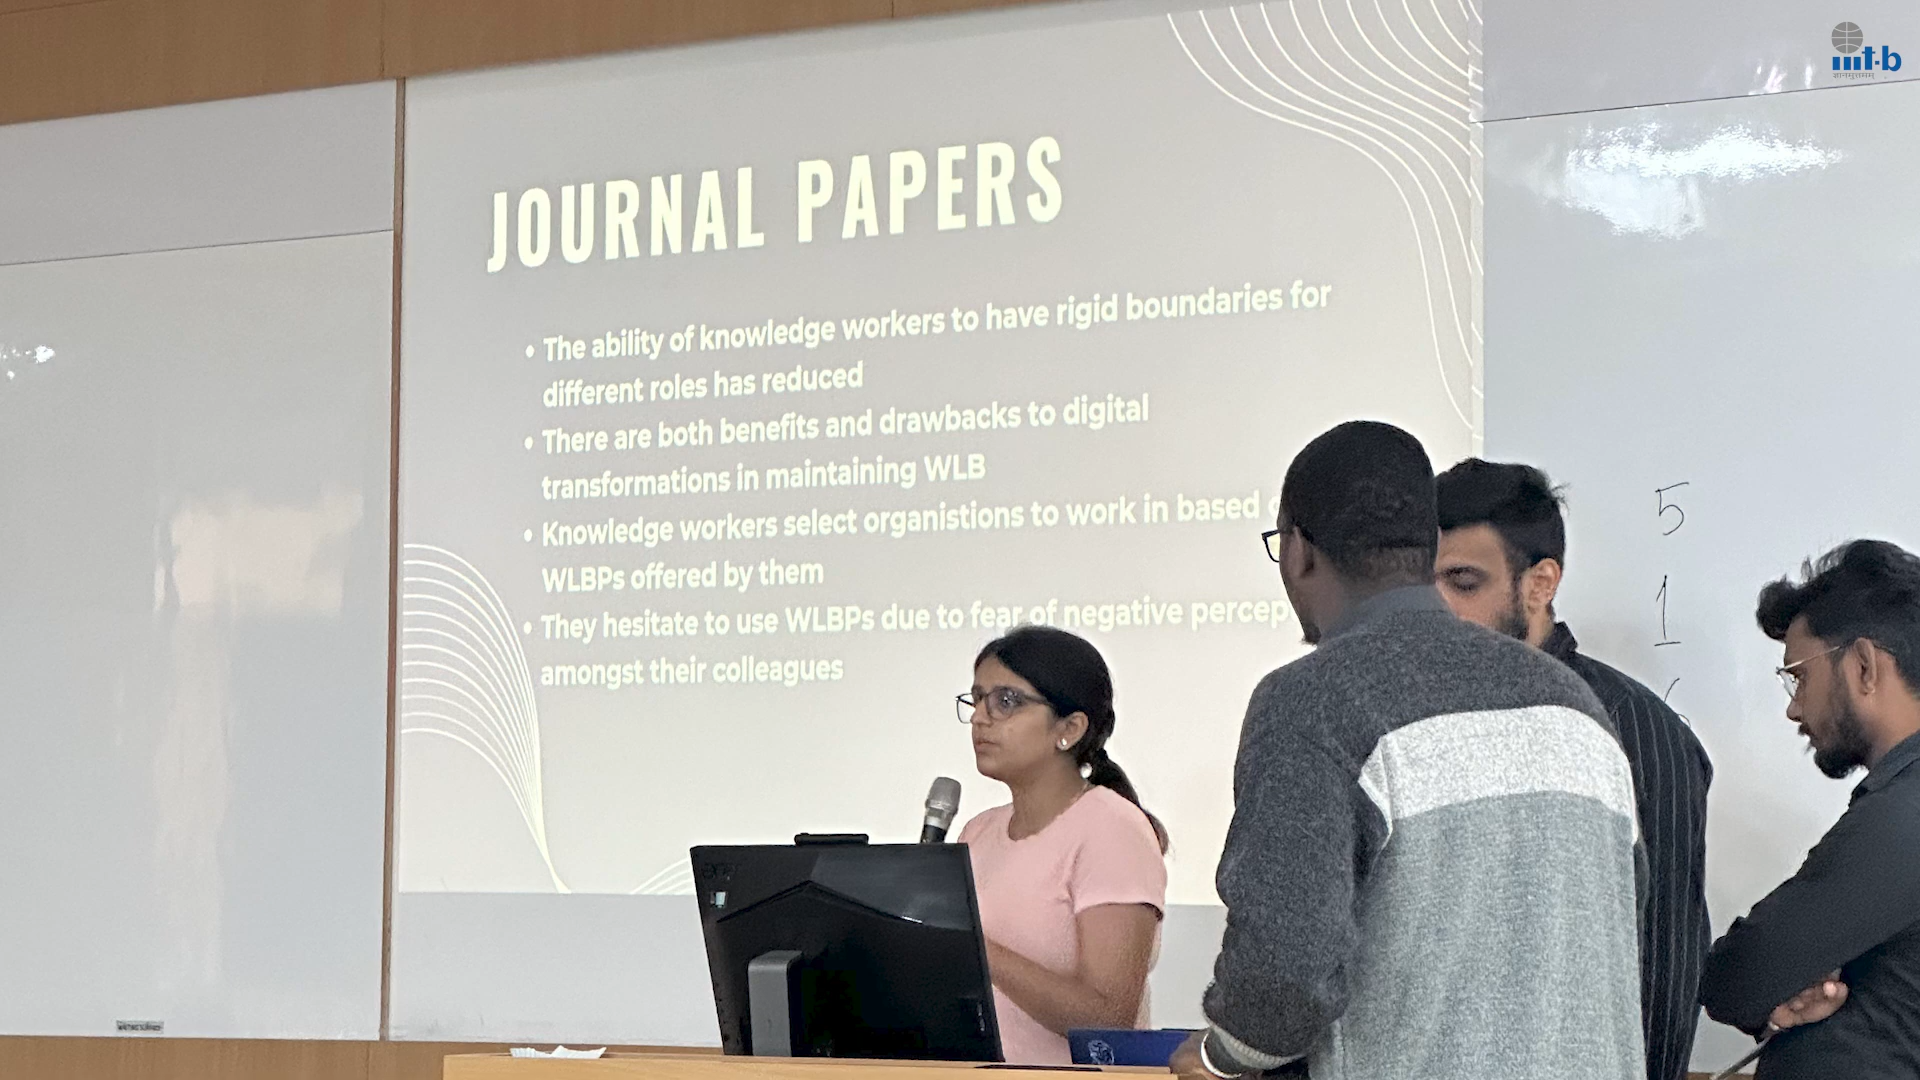 iiit-b
ज्ञानमुत्तमम्
JOURNAL PAPERS
• The ability of knowledge workers to have rigid boundaries for
different roles has reduced
• There are both benefits and drawbacks to digital
transformations in maintaining WLB
• Knowledge workers select organistions to work in based
WLBPs offered by them
• They hesitate to use WLBPs due to fear of negative percep
amongst their colleagues
5
1
acer